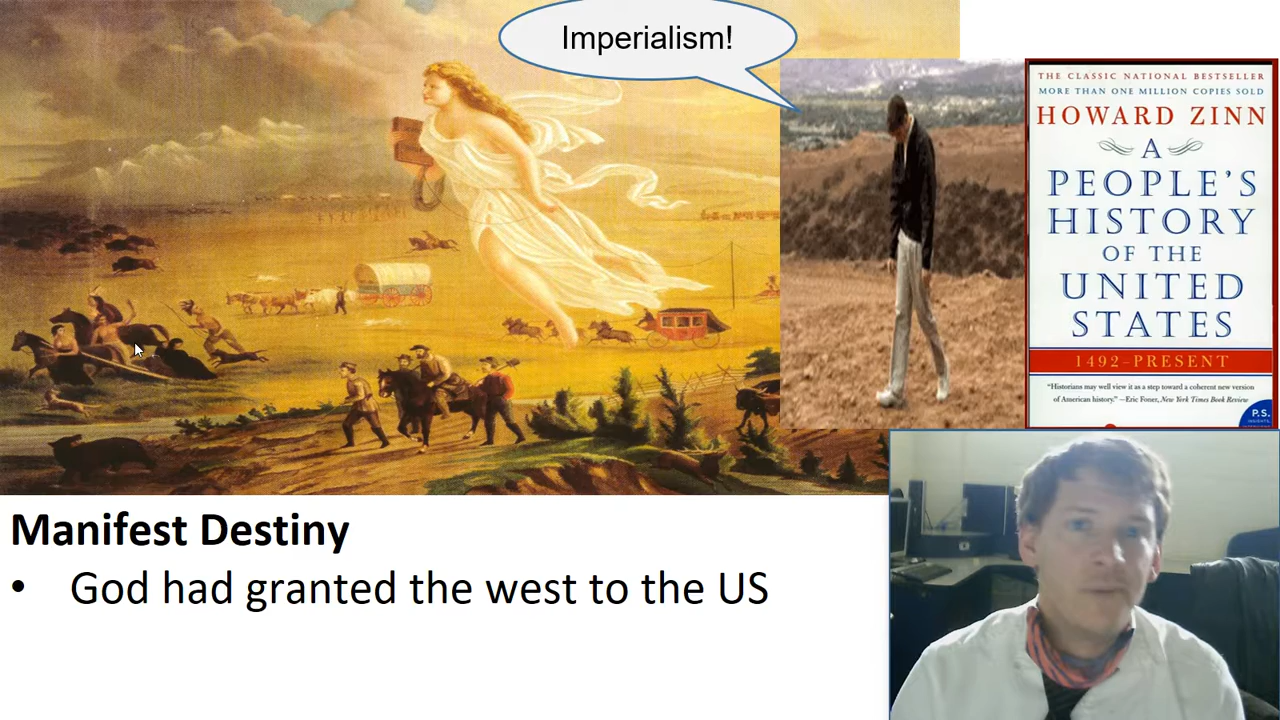 Imperialism!
THE CLASSIC NATIONAL BESTSELLER
MORE THAN ONE MILLION COPIES SOLD
HOWARD ZINN
A
PEOPLE'S
HISTORY
OF THE
UNITED
STATES
1492–PRESENT
"Historians may well view it as a step toward a coherent new version
of American history." —Eric Foner, New York Times Book Review
P.S.
INSIGHTS,
Manifest Destiny
• God had granted the west to the US